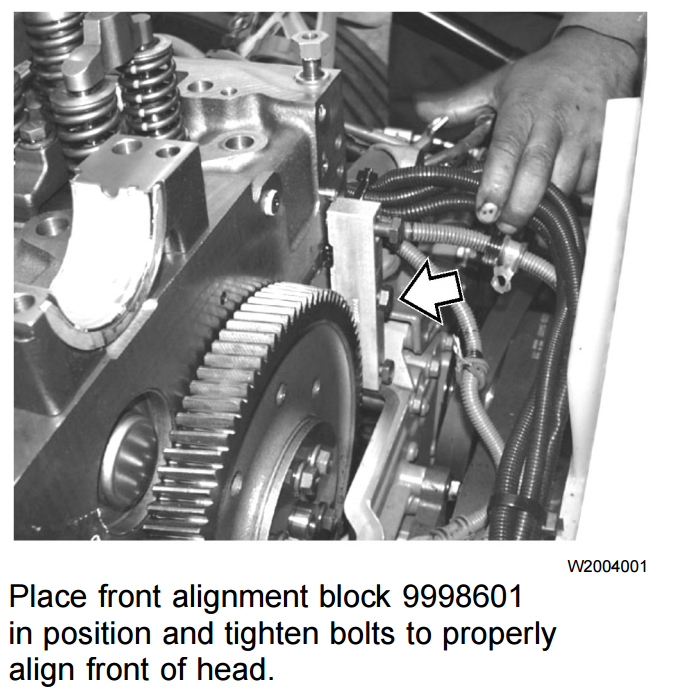 W2004001
Place front alignment block 9998601
in position and tighten bolts to properly
align front of head.